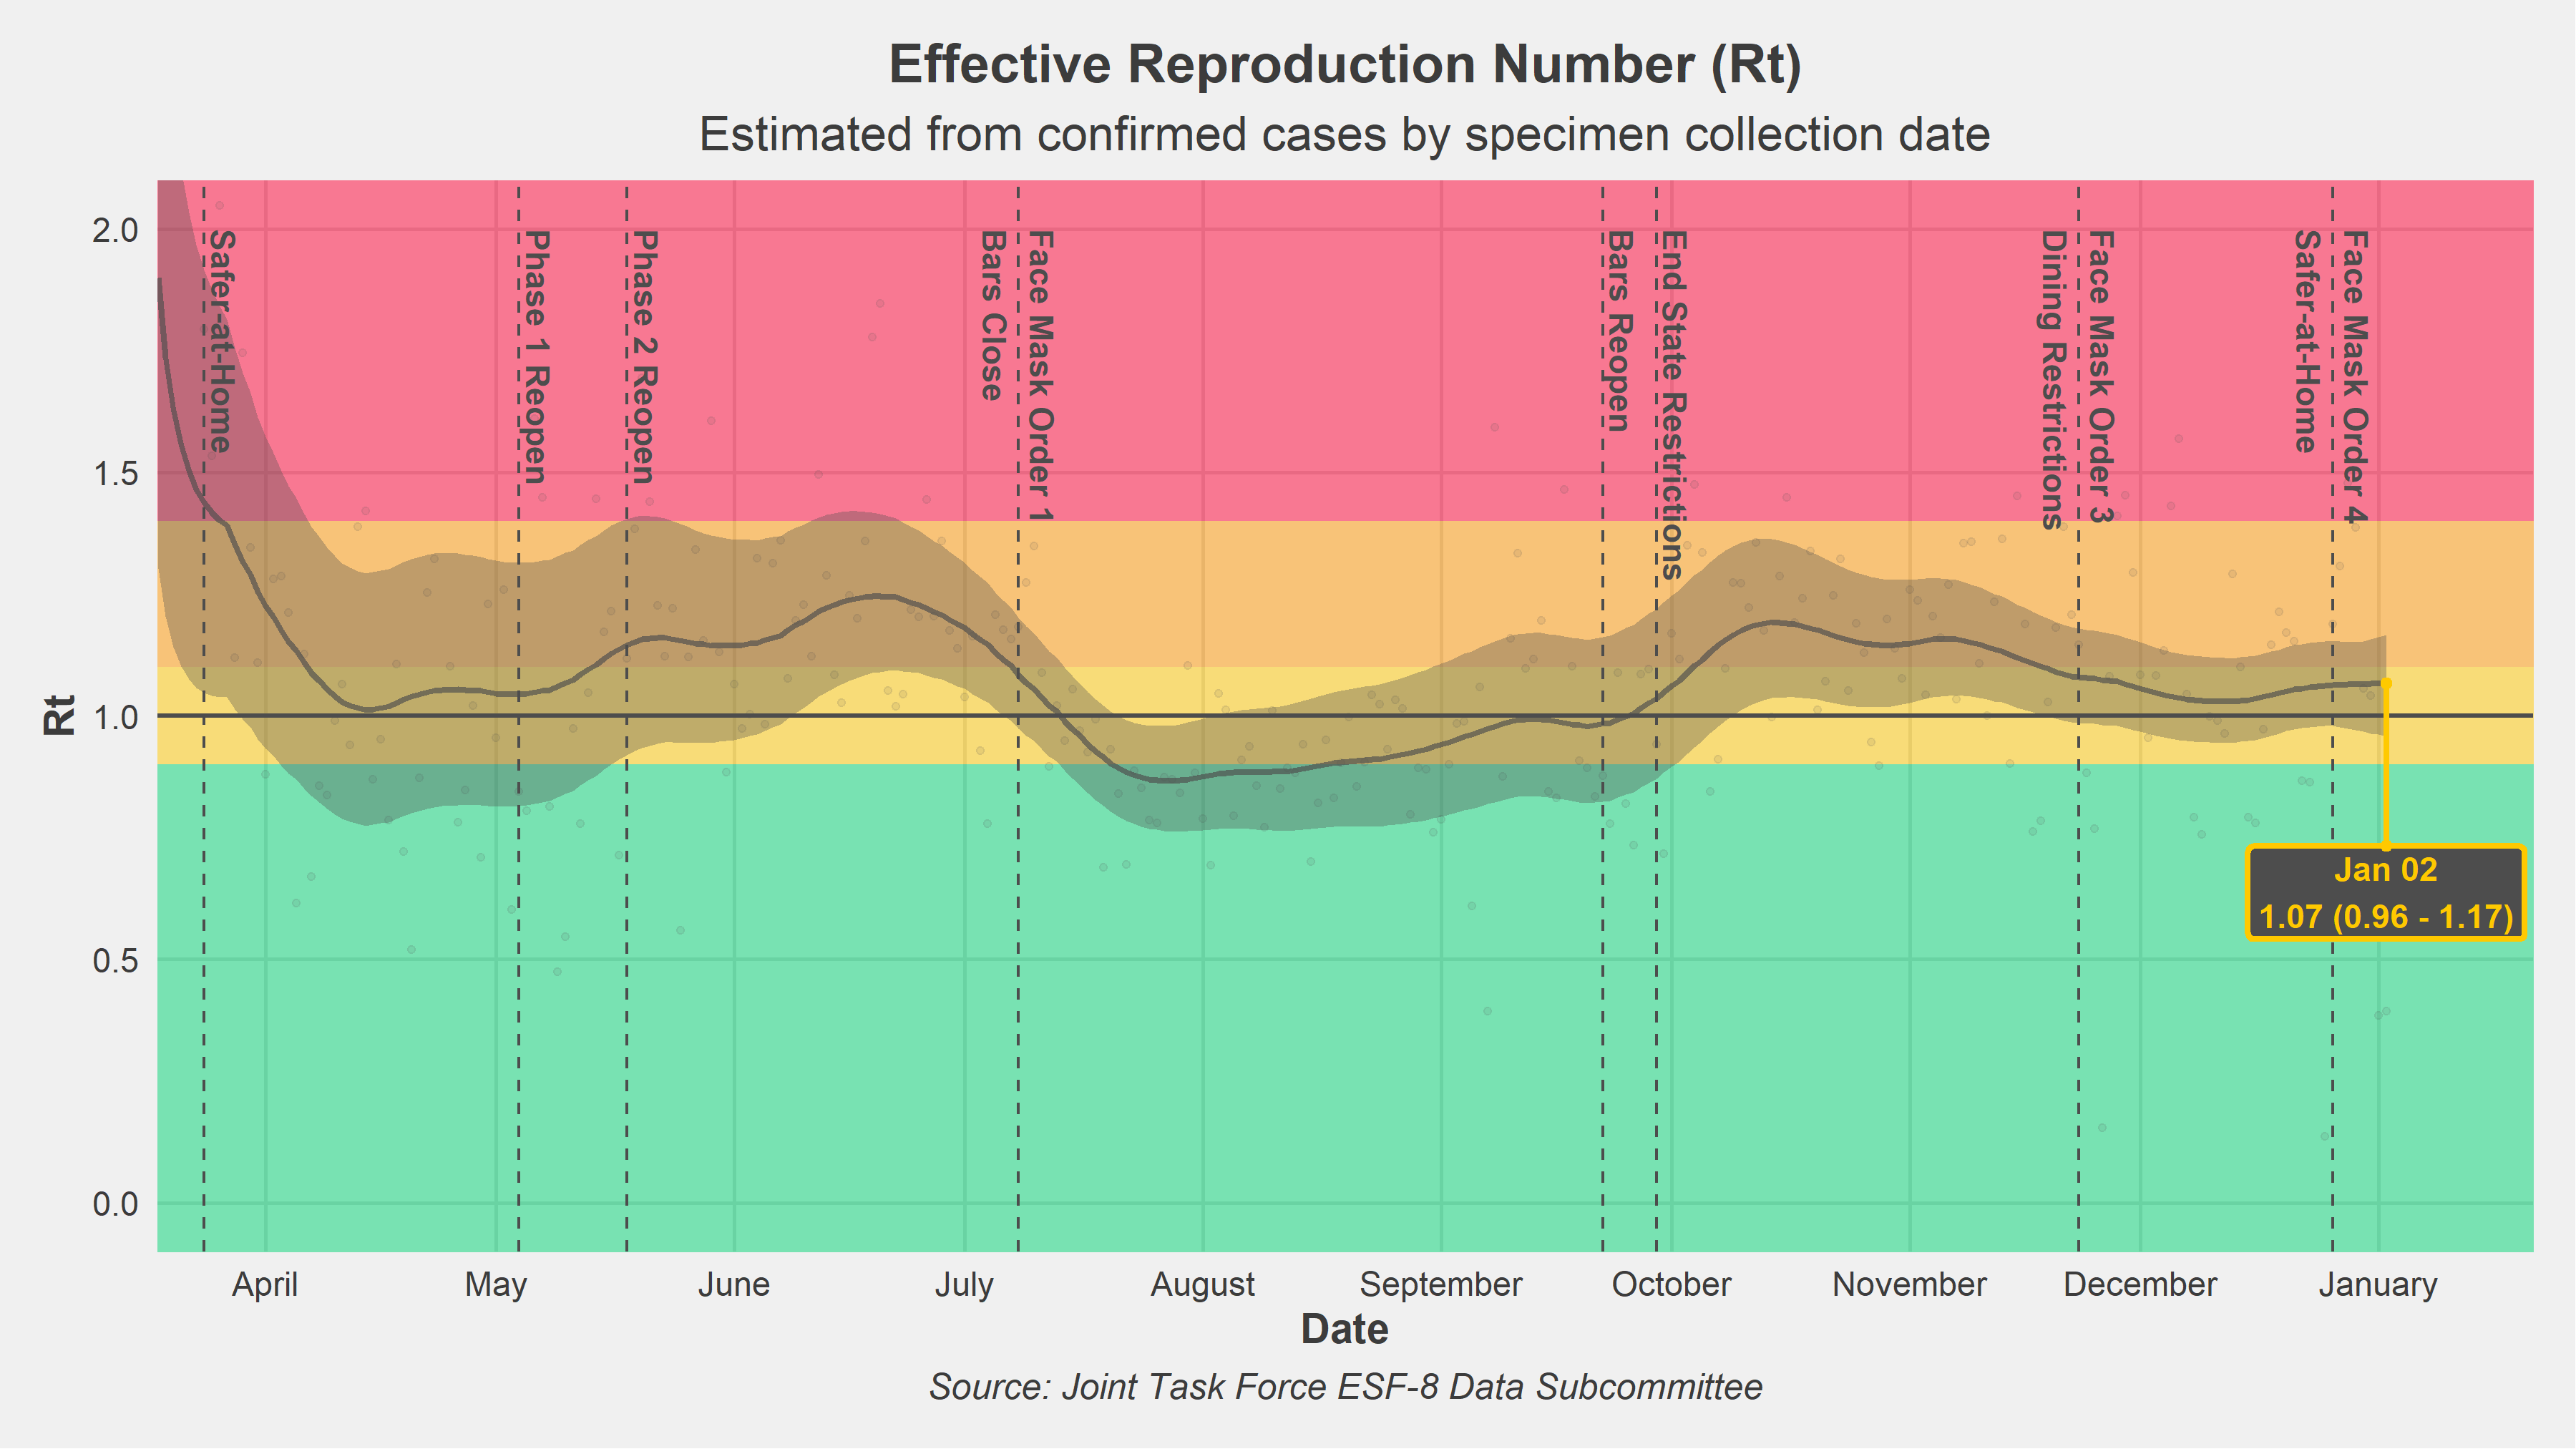 Effective Reproduction Number (Rt)
Estimated from confirmed cases by specimen collection date
Rt
2.0
1.5
1.0
0.5
0.0
Safer-at-Home
Phase 1 Reopen
Phase 2 Reopen
Bars Close
Face Mask Order 1
Bars Reopen
End State Restrictions
Dining Restrictions
Face Mask Order 3
Safer-at-Home
Face Mask Order 4
Jan 02
1.07 (0.96 - 1.17)
April
May
June
July
August
September
October
November
December
January
Date
Source: Joint Task Force ESF-8 Data Subcommittee